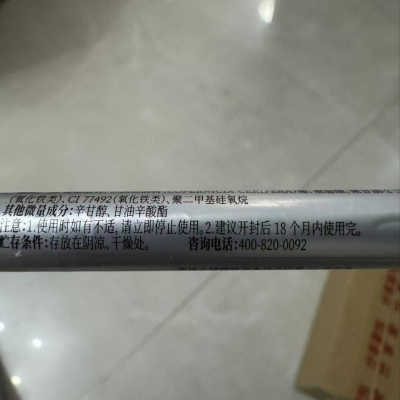 (氧化铁类)、CI 77492(氧化铁类)、聚二甲基硅氧烷
其他微量成分:辛甘醇、甘油辛酸酯
注意:1.使用时如有不适,请立即停止使用。2.建议开封后18个月内使用完。
贮存条件:存放在阴凉、干燥处。 咨询电话:400-820-0092